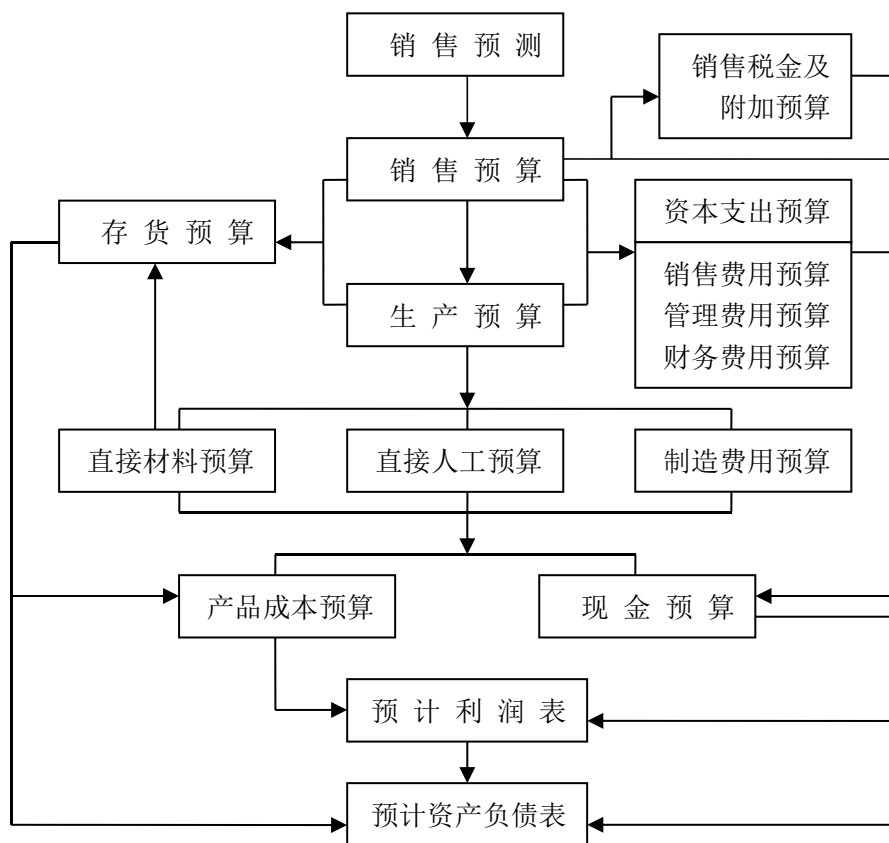 销售预测
销售税金及
附加预算
销售预算
存货预算
资本支出预算
销售费用预算
管理费用预算
财务费用预算
生产预算
直接材料预算
直接人工预算
制造费用预算
产品成本预算
现金预算
预计利润表
预计资产负债表